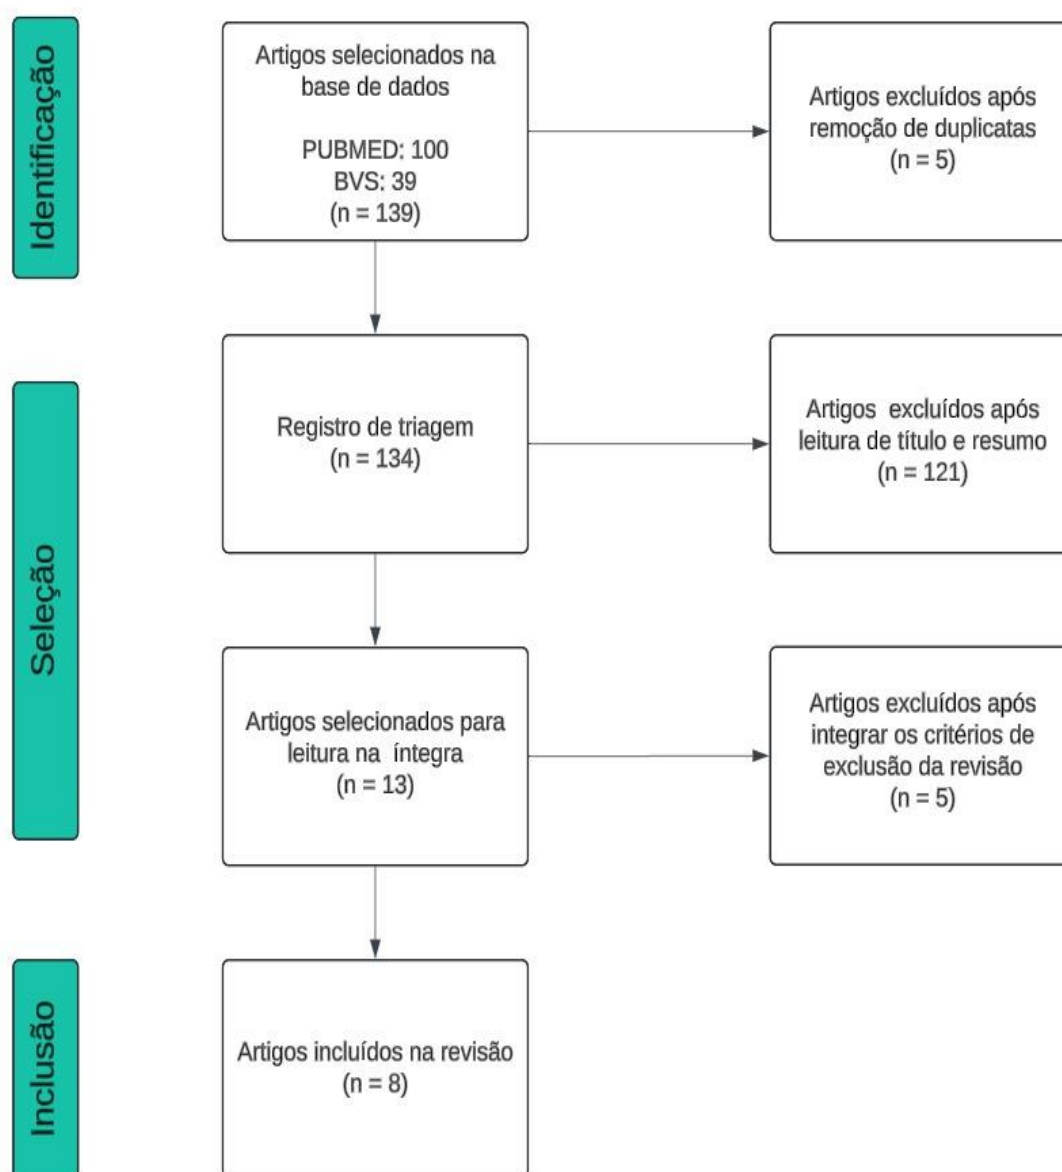 Identificação
Artigos selecionados na
base de dados
PUBMED: 100
BVS: 39
(n = 139)
Artigos excluídos após
remoção de duplicatas
(n = 5)
Seleção
Registro de triagem
(n = 134)
Artigos excluídos após
leitura de título e resumo
(n = 121)
Artigos selecionados para
leitura na íntegra
(n = 13)
Artigos excluídos após
integrar os critérios de
exclusão da revisão
(n = 5)
Inclusão
Artigos incluídos na revisão
(n = 8)